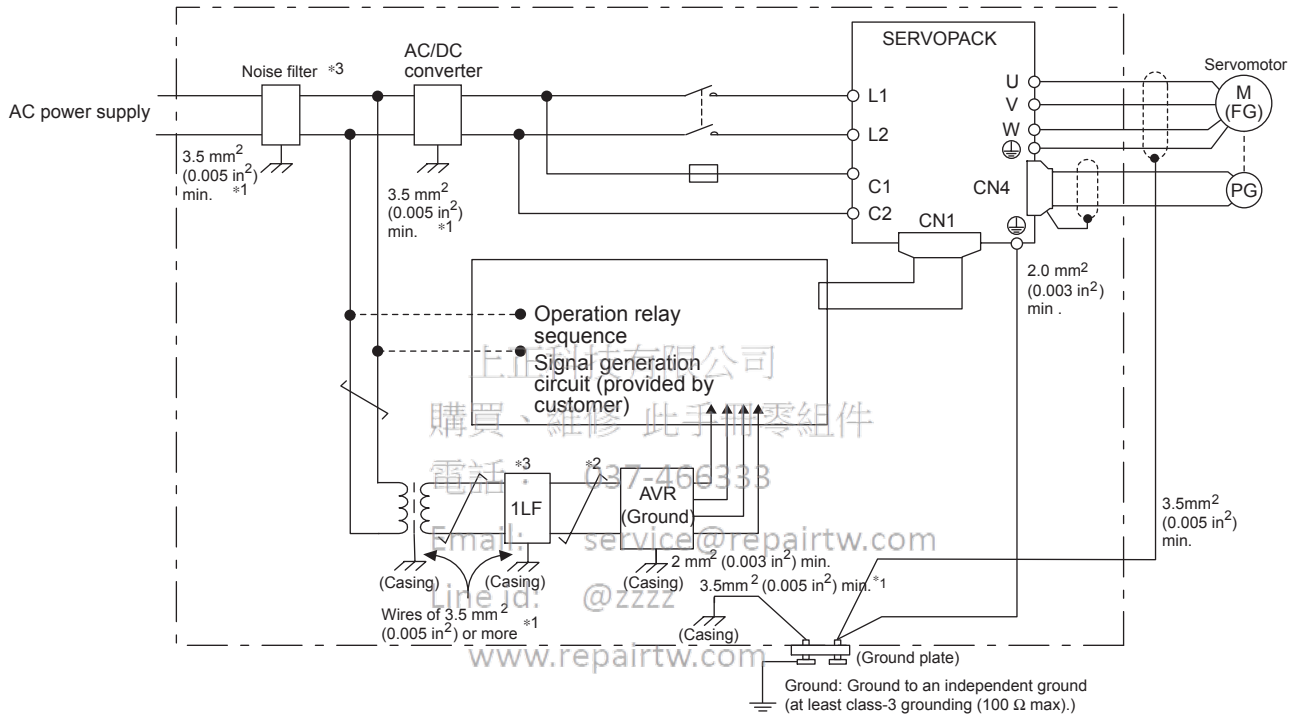 SERVOPACK
AC/DC
converter
Noise filter *3
Servomotor
AC power supply
L1
L2
C1
C2
U
V
W
M
(FG)
CN4
PG
CN1
3.5 mm²
(0.005 in²)
min. *1
3.5 mm²
(0.005 in²)
min. *1
2.0 mm²
(0.003 in²)
min .
Operation relay
sequence
Signal generation
circuit (provided by
customer)
上正科技有限公司
購買、維修 此手冊零組件
電話 : 037-466333
*3
*2
1LF
AVR
(Ground)
3.5mm²
(0.005 in²)
min.
Email: service@repairtw.com
(Casing)
(Casing)
(Casing)
2 mm² (0.003 in²) min.
3.5mm² (0.005 in²) min.*1
Line id: @zzzz
Wires of 3.5 mm²
(0.005 in²) or more *1
(Casing)
www.repairtw.com
(Ground plate)
Ground: Ground to an independent ground
(at least class-3 grounding (100 Ω max).)